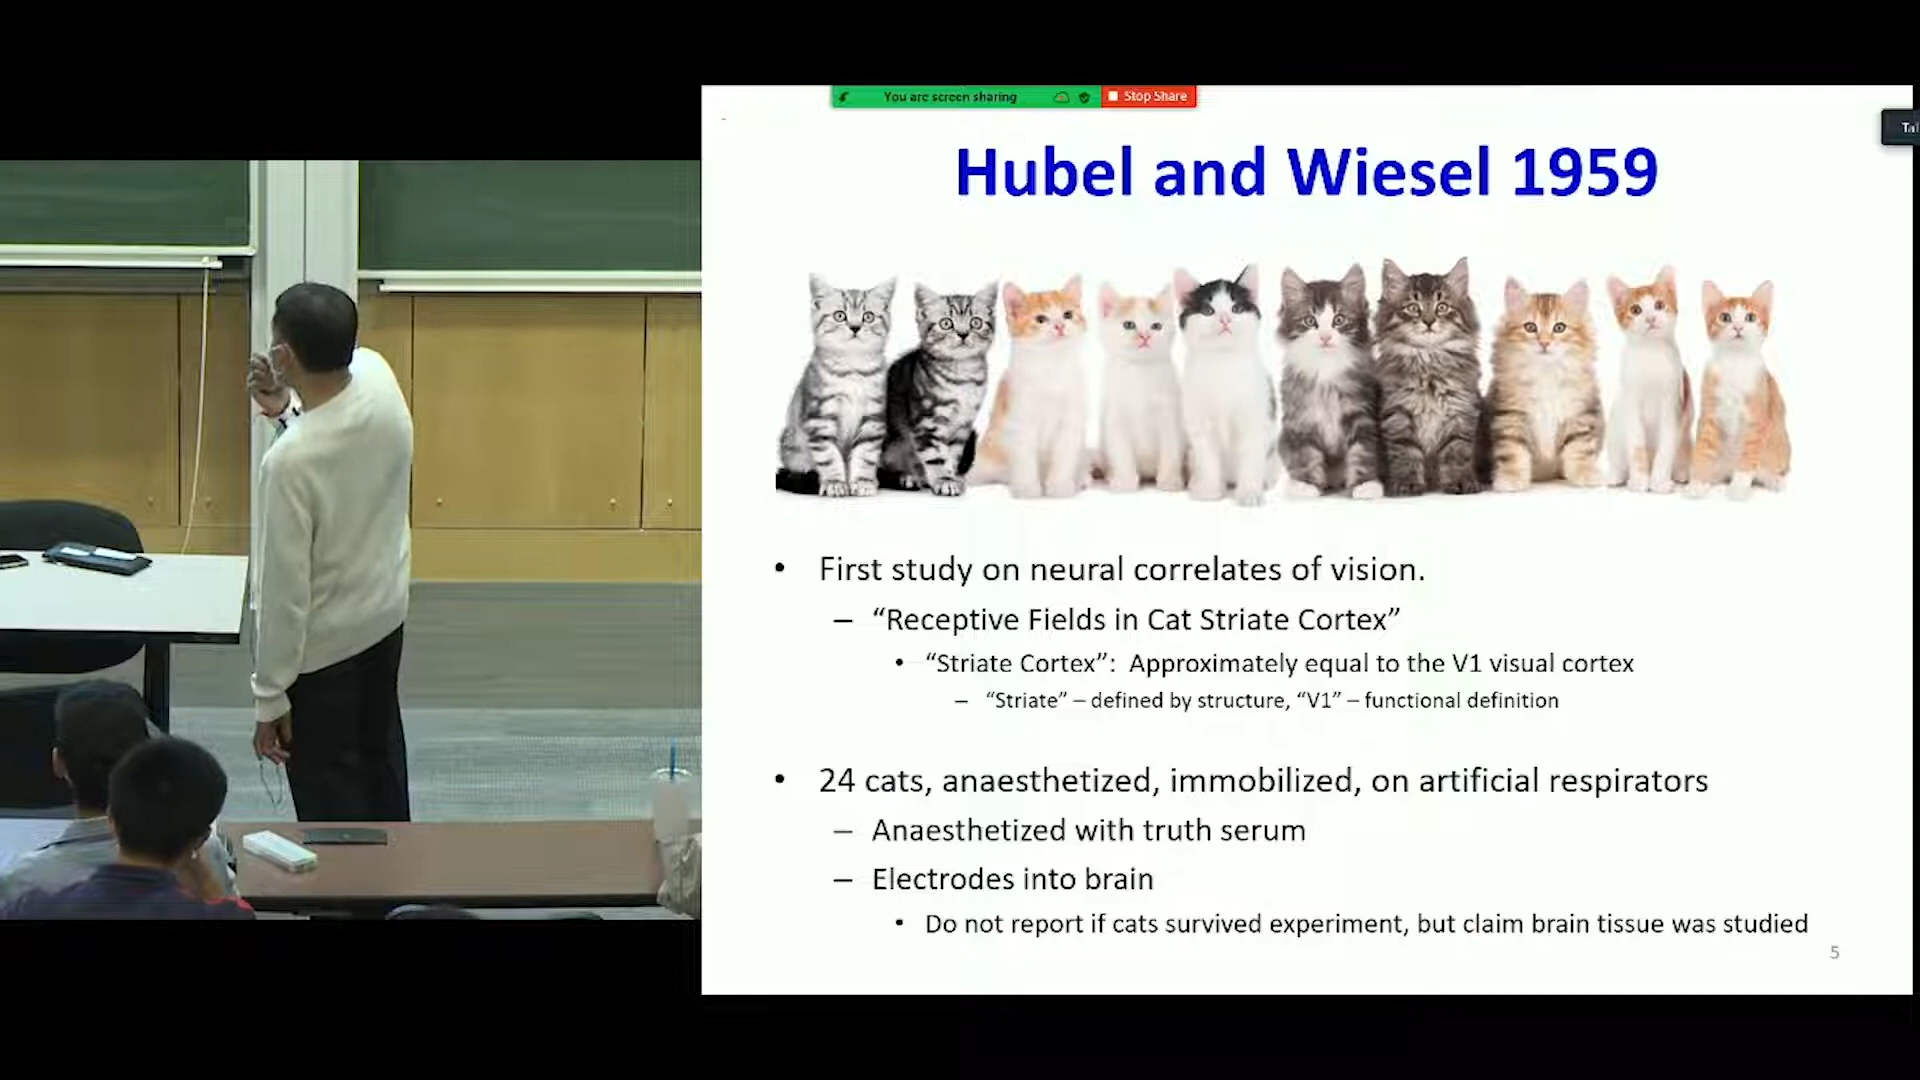 You are screen sharing
Stop Share
Hubel and Wiesel 1959
• First study on neural correlates of vision.
– “Receptive Fields in Cat Striate Cortex”
• “Striate Cortex”: Approximately equal to the V1 visual cortex
– “Striate” – defined by structure, “V1” – functional definition
• 24 cats, anaesthetized, immobilized, on artificial respirators
– Anaesthetized with truth serum
– Electrodes into brain
• Do not report if cats survived experiment, but claim brain tissue was studied
5